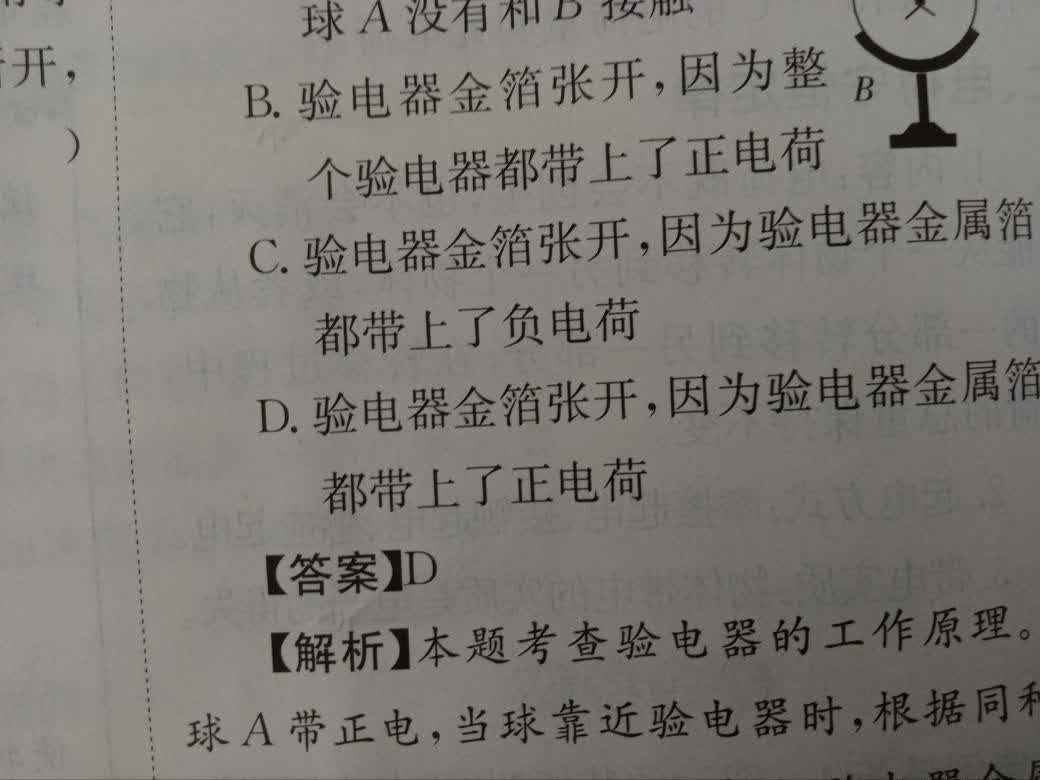 开，
）
球 A 没有和 B 接触
B. 验电器金箔张开，因为整
个验电器都带上了正电荷
B
C. 验电器金箔张开，因为验电器金属箔
都带上了负电荷
D. 验电器金箔张开，因为验电器金属箔
都带上了正电荷
【答案】D
【解析】本题考查验电器的工作原理。
球 A 带正电，当球靠近验电器时，根据同种